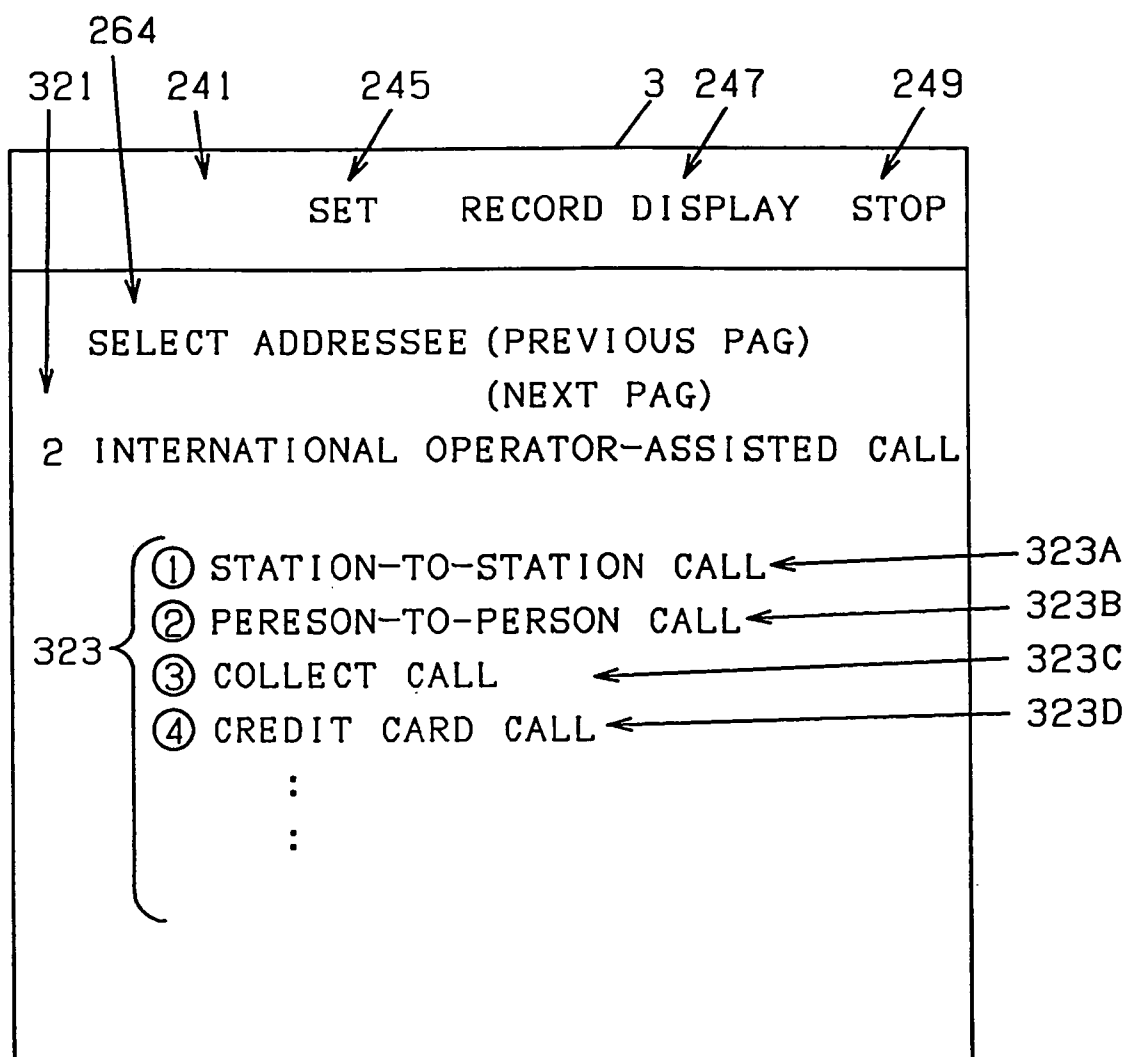 264
321 241 245 3 247 249
SET RECORD DISPLAY STOP
SELECT ADDRESSEE (PREVIOUS PAG)
(NEXT PAG)
2 INTERNATIONAL OPERATOR-ASSISTED CALL
① STATION-TO-STATION CALL 323A
② PERESON-TO-PERSON CALL 323B
323
③ COLLECT CALL 323C
④ CREDIT CARD CALL 323D
:
: